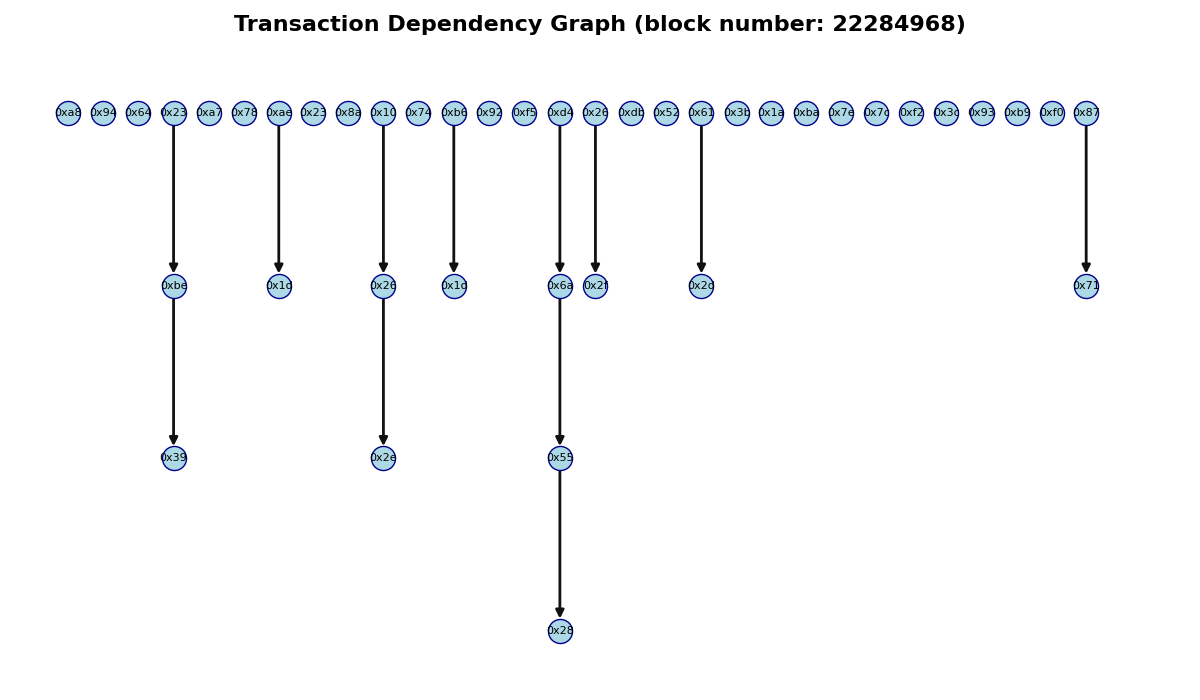 Transaction Dependency Graph (block number: 22284968)
0xa8 0x94 0x64 0x23 0xa7 0x78 0xae 0x23 0x8a 0x10 0x74 0xb6 0x92 0xf5 0xd4 0x26 0xdb 0x52 0x61 0x3b 0x1a 0xba 0x7e 0x7c 0xf2 0x3c 0x93 0xb9 0xf0 0x87
0xbe 0x1d 0x26 0x1d 0x6a 0x2f 0x2d 0x71
0x39 0x2e 0x55
0x28